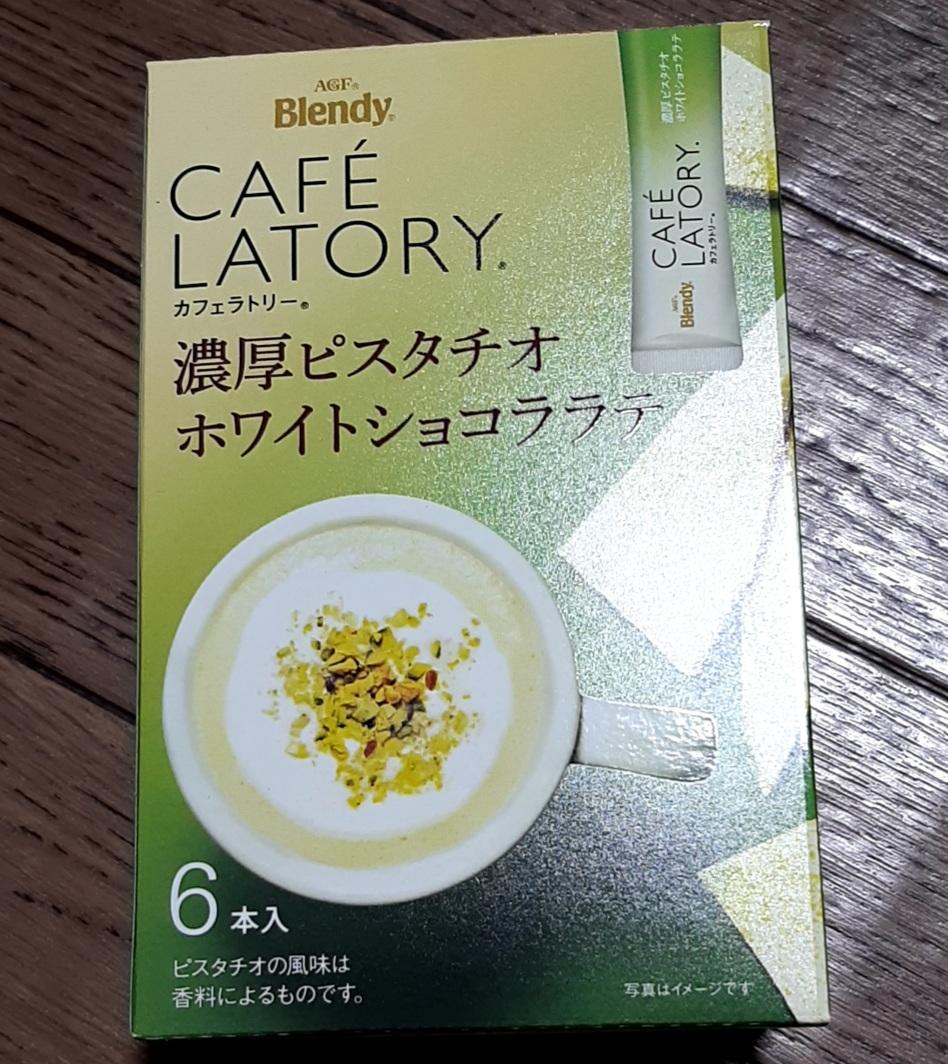 AGF®
Blendy®
CAFÉ
LATORY®
カフェラトリー®
濃厚ピスタチオ
ホワイトショコララテ
濃厚ピスタチオ
ホワイトショコララテ
CAFÉ
LATORY.
カフェラトリー®
AGF®
Blendy®
6本入
ピスタチオの風味は
香料によるものです。
写真はイメージです